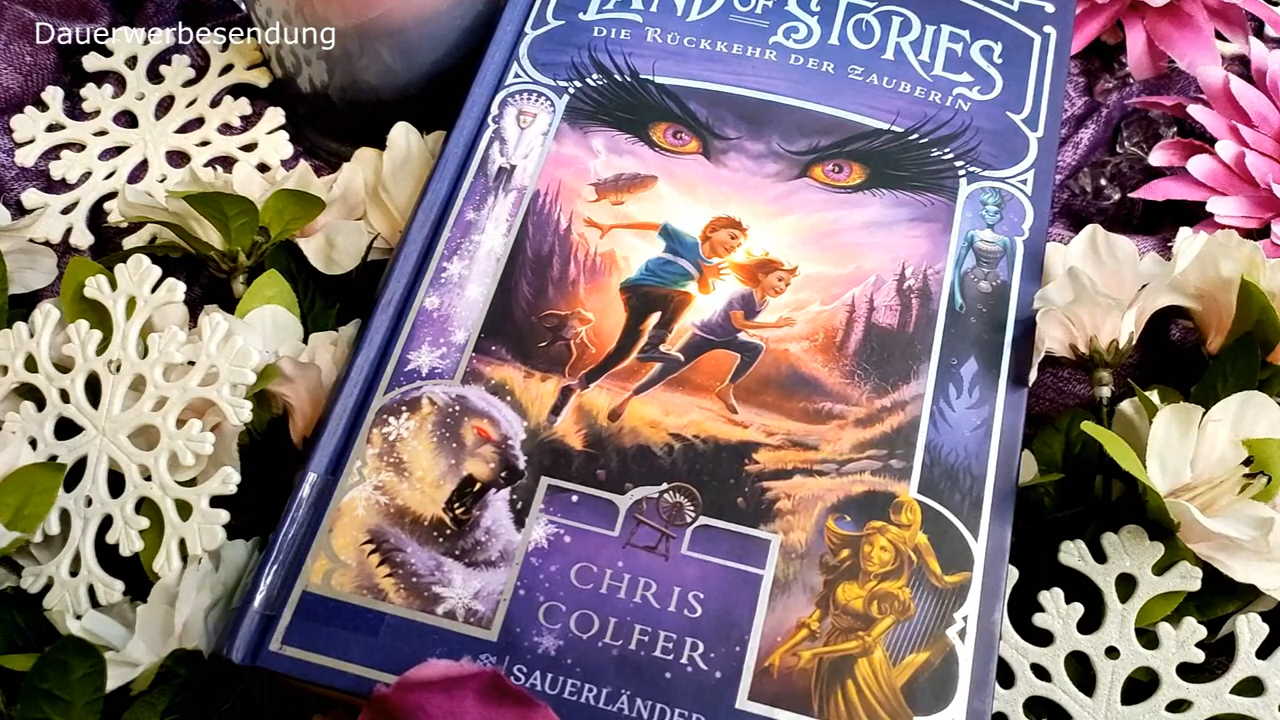 Dauerwerbesendung
LAND OF STORIES
DIE RÜCKKEHR DER ZAUBERIN
CHRIS
COLFER
SAUERLÄNDER